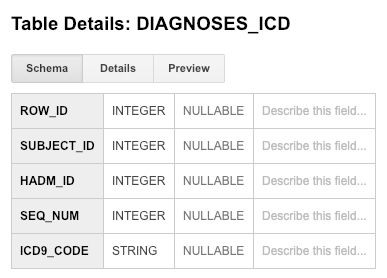 Table Details: DIAGNOSES_ICD
Schema Details Preview
ROW_ID INTEGER NULLABLE Describe this field...
SUBJECT_ID INTEGER NULLABLE Describe this field...
HADM_ID INTEGER NULLABLE Describe this field...
SEQ_NUM INTEGER NULLABLE Describe this field...
ICD9_CODE STRING NULLABLE Describe this field...